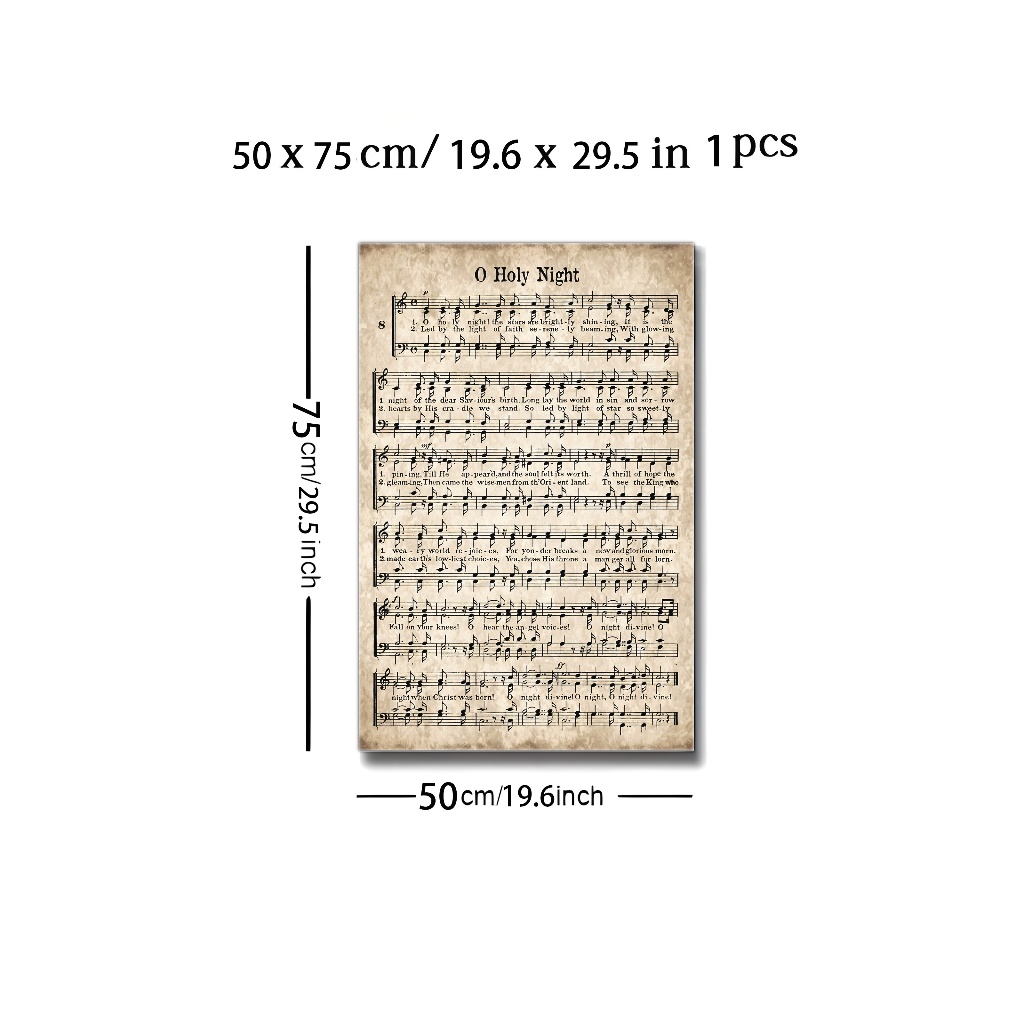 50 x 75 cm/ 19.6 x 29.5 in 1 pcs
O Holy Night
8
1. O ho-ly night! the stars are bright-ly shin-ing, It is the
2. Led by the light of faith se-rene-ly beam-ing, With glow-ing
1 night of the dear Sav-iour's birth. Long lay the world in sin and sor-row
2. hearts by His cra-dle we stand. So led by light of star so sweet-ly
1. pin-ing, Till He ap-peard, and the soul felt its worth. A thrill of hope the
2. gleam-ing, Then came the wise-men from th'Ori-ent land. To see the King who
1. wea-ry world re-joic-es, For yon-der breaks a new and glorious morn.
2. made earth's low-liest choic-es, Yea, chose His throne a man-ger all for-lorn.
Fall on your knees! O hear the an-gel voic-es! O night di-vine! O
night when Christ was born! O night di-vine! O night, O night di-vine!
75cm/29.5inch
50cm/19.6inch